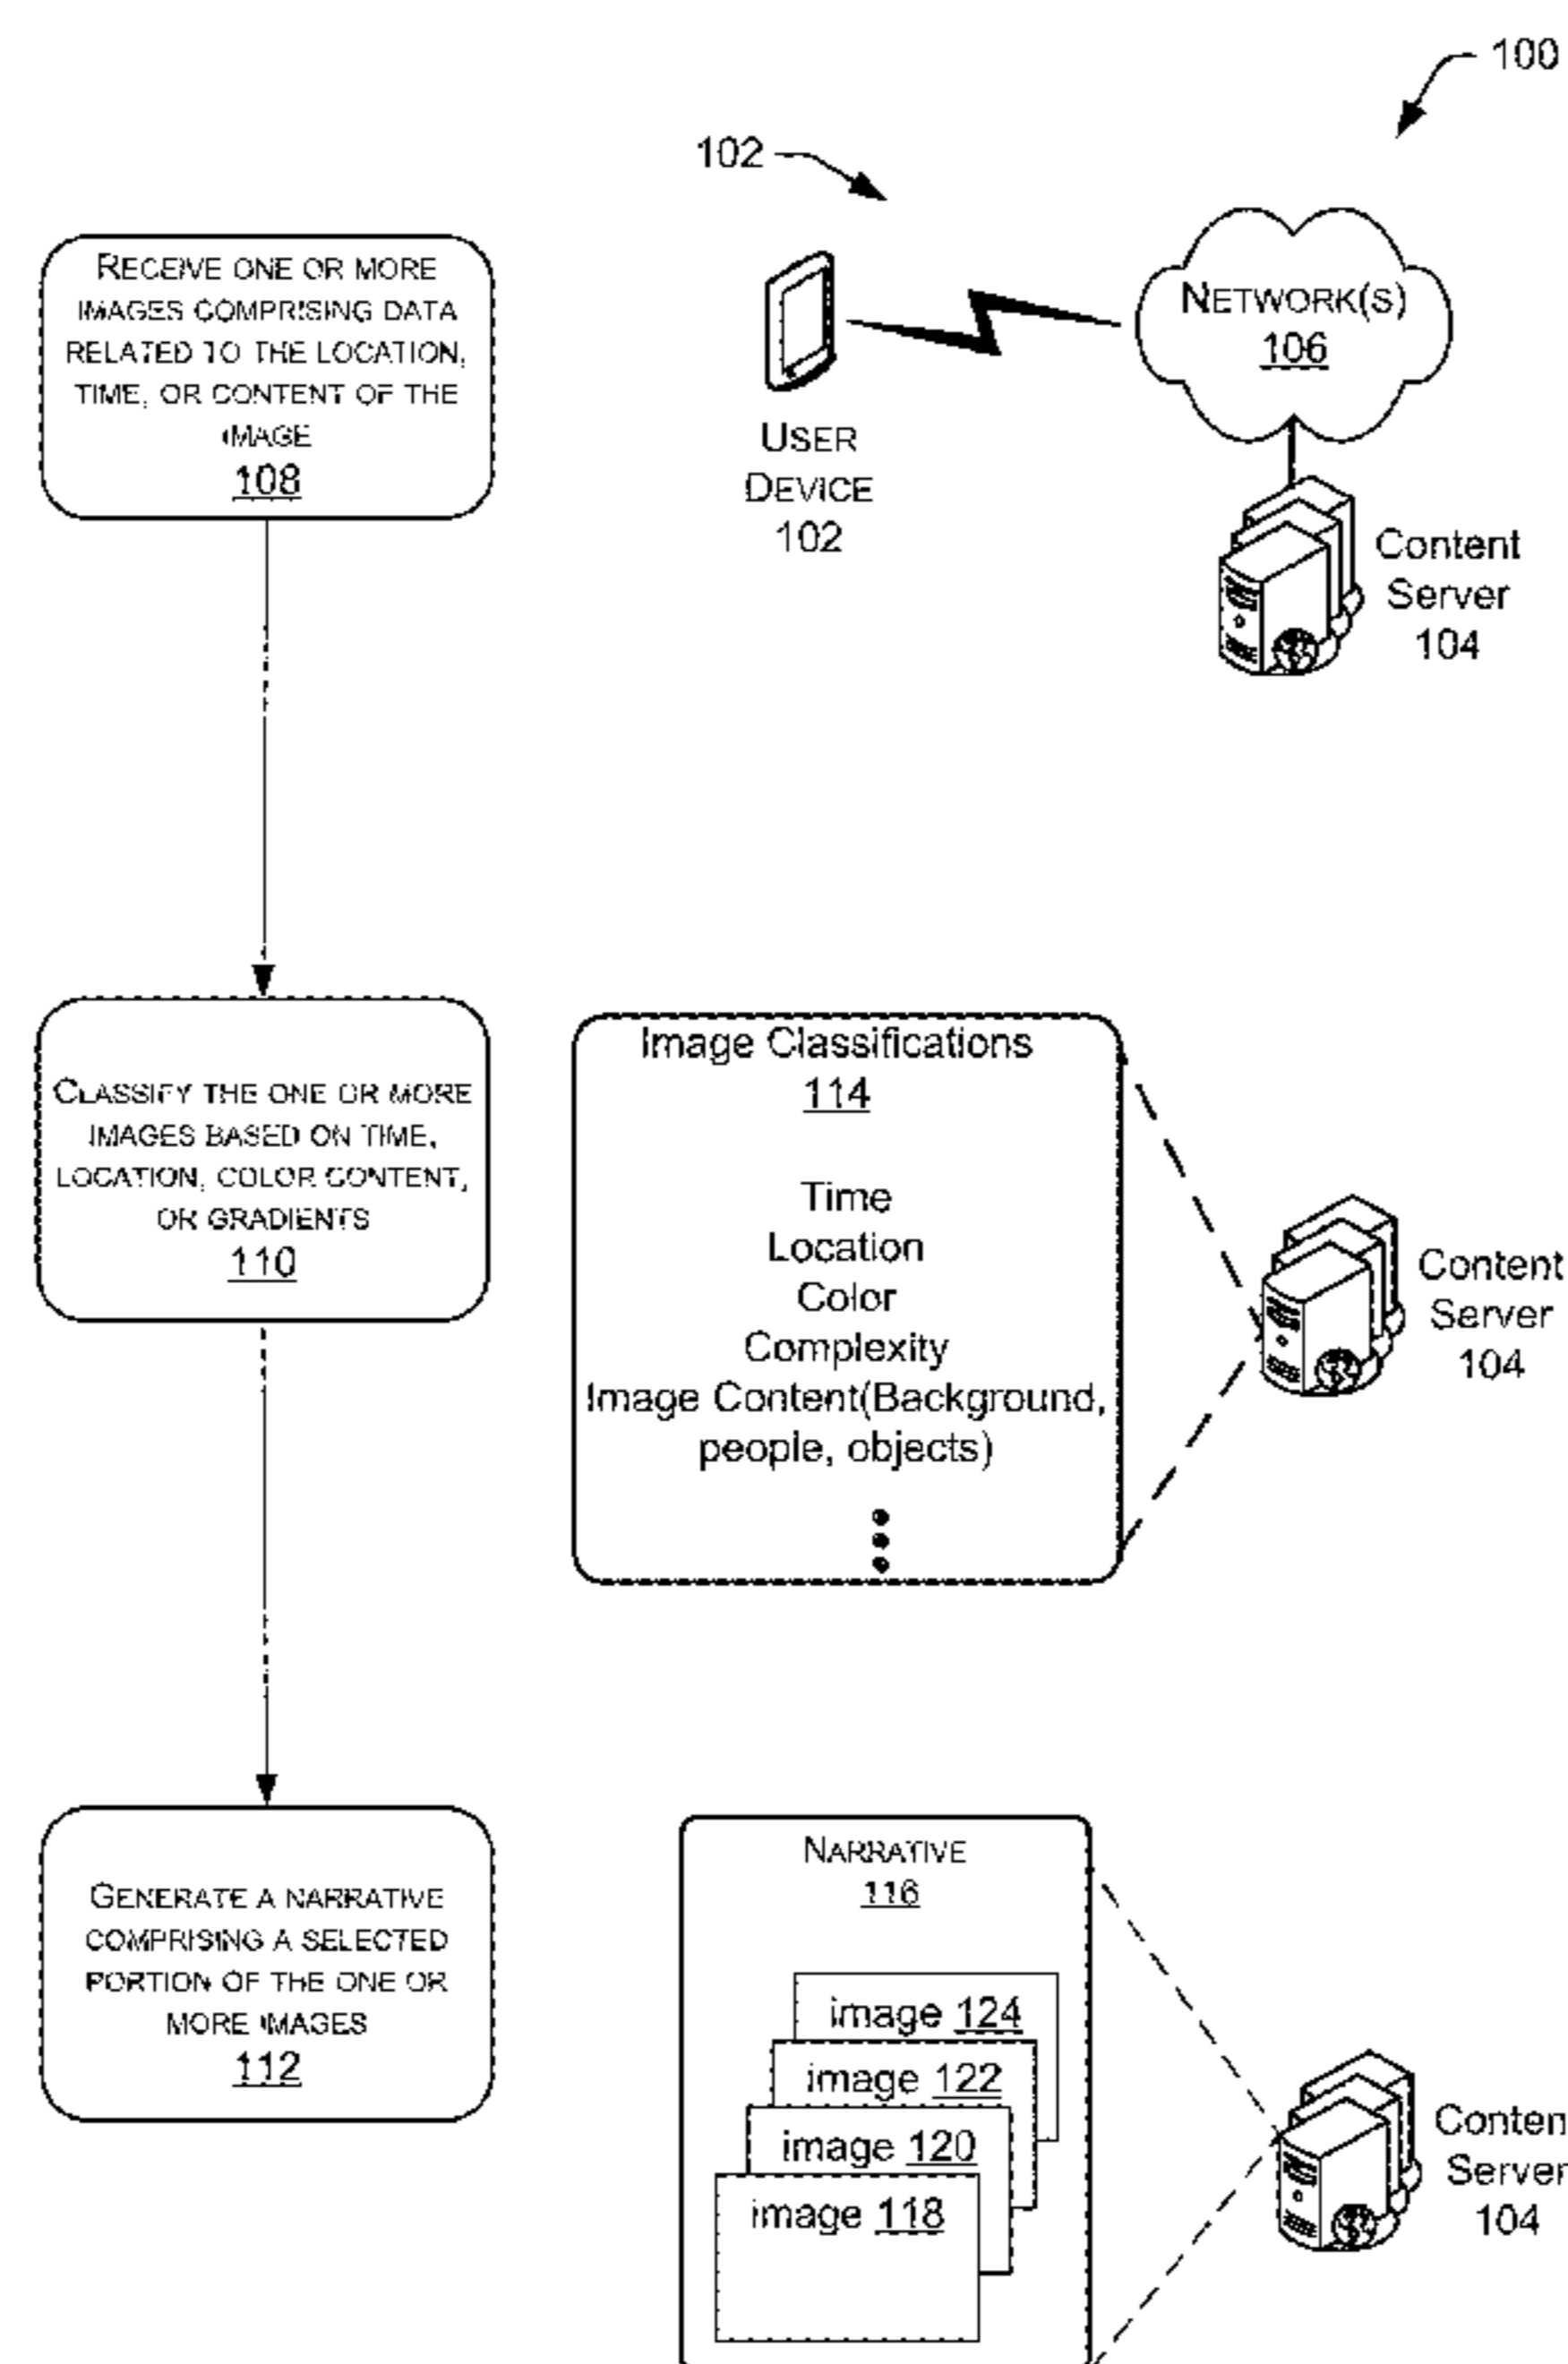 100
102
RECEIVE ONE OR MORE
IMAGES COMPRISING DATA
RELATED TO THE LOCATION,
TIME, OR CONTENT OF THE
IMAGE
108
USER
DEVICE
102
NETWORK(S)
106
Content
Server
104
CLASSIFY THE ONE OR MORE
IMAGES BASED ON TIME,
LOCATION, COLOR CONTENT,
OR GRADIENTS
110
Image Classifications
114
Time
Location
Color
Complexity
Image Content(Background,
people, objects)
Content
Server
104
GENERATE A NARRATIVE
COMPRISING A SELECTED
PORTION OF THE ONE OR
MORE IMAGES
112
NARRATIVE
116
image 124
image 122
image 120
image 118
Conten
Server
104